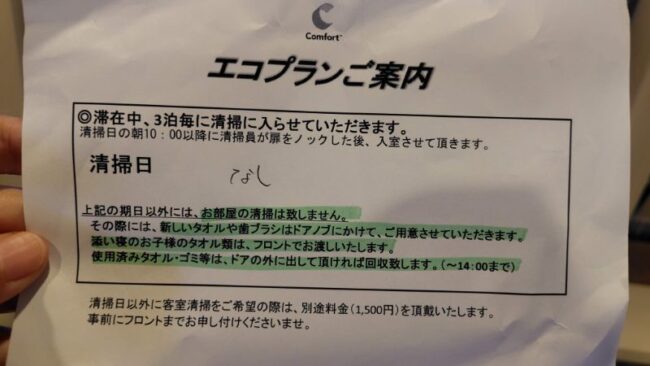 Comfort™
エコプランご案内
◎滞在中、3泊毎に清掃に入らせていただきます。
清掃日の朝10：00以降に清掃員が扉をノックした後、入室させて頂きます。
清掃日
なし
上記の期日以外には、お部屋の清掃は致しません。
その際には、新しいタオルや歯ブラシはドアノブにかけて、ご用意させていただきます。
添い寝のお子様のタオル類は、フロントでお渡しいたします。
使用済みタオル・ゴミ等は、ドアの外に出して頂ければ回収致します。（～14：00まで）
清掃日以外に客室清掃をご希望の際は、別途料金（1,500円）を頂戴いたします。
事前にフロントまでお申し付けくださいませ。